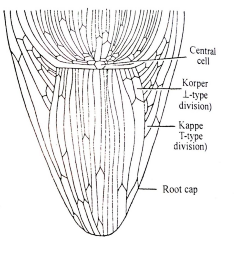 Central
cell
Korper
⊥-type
division)
Kappe
T-type
division)
Root cap